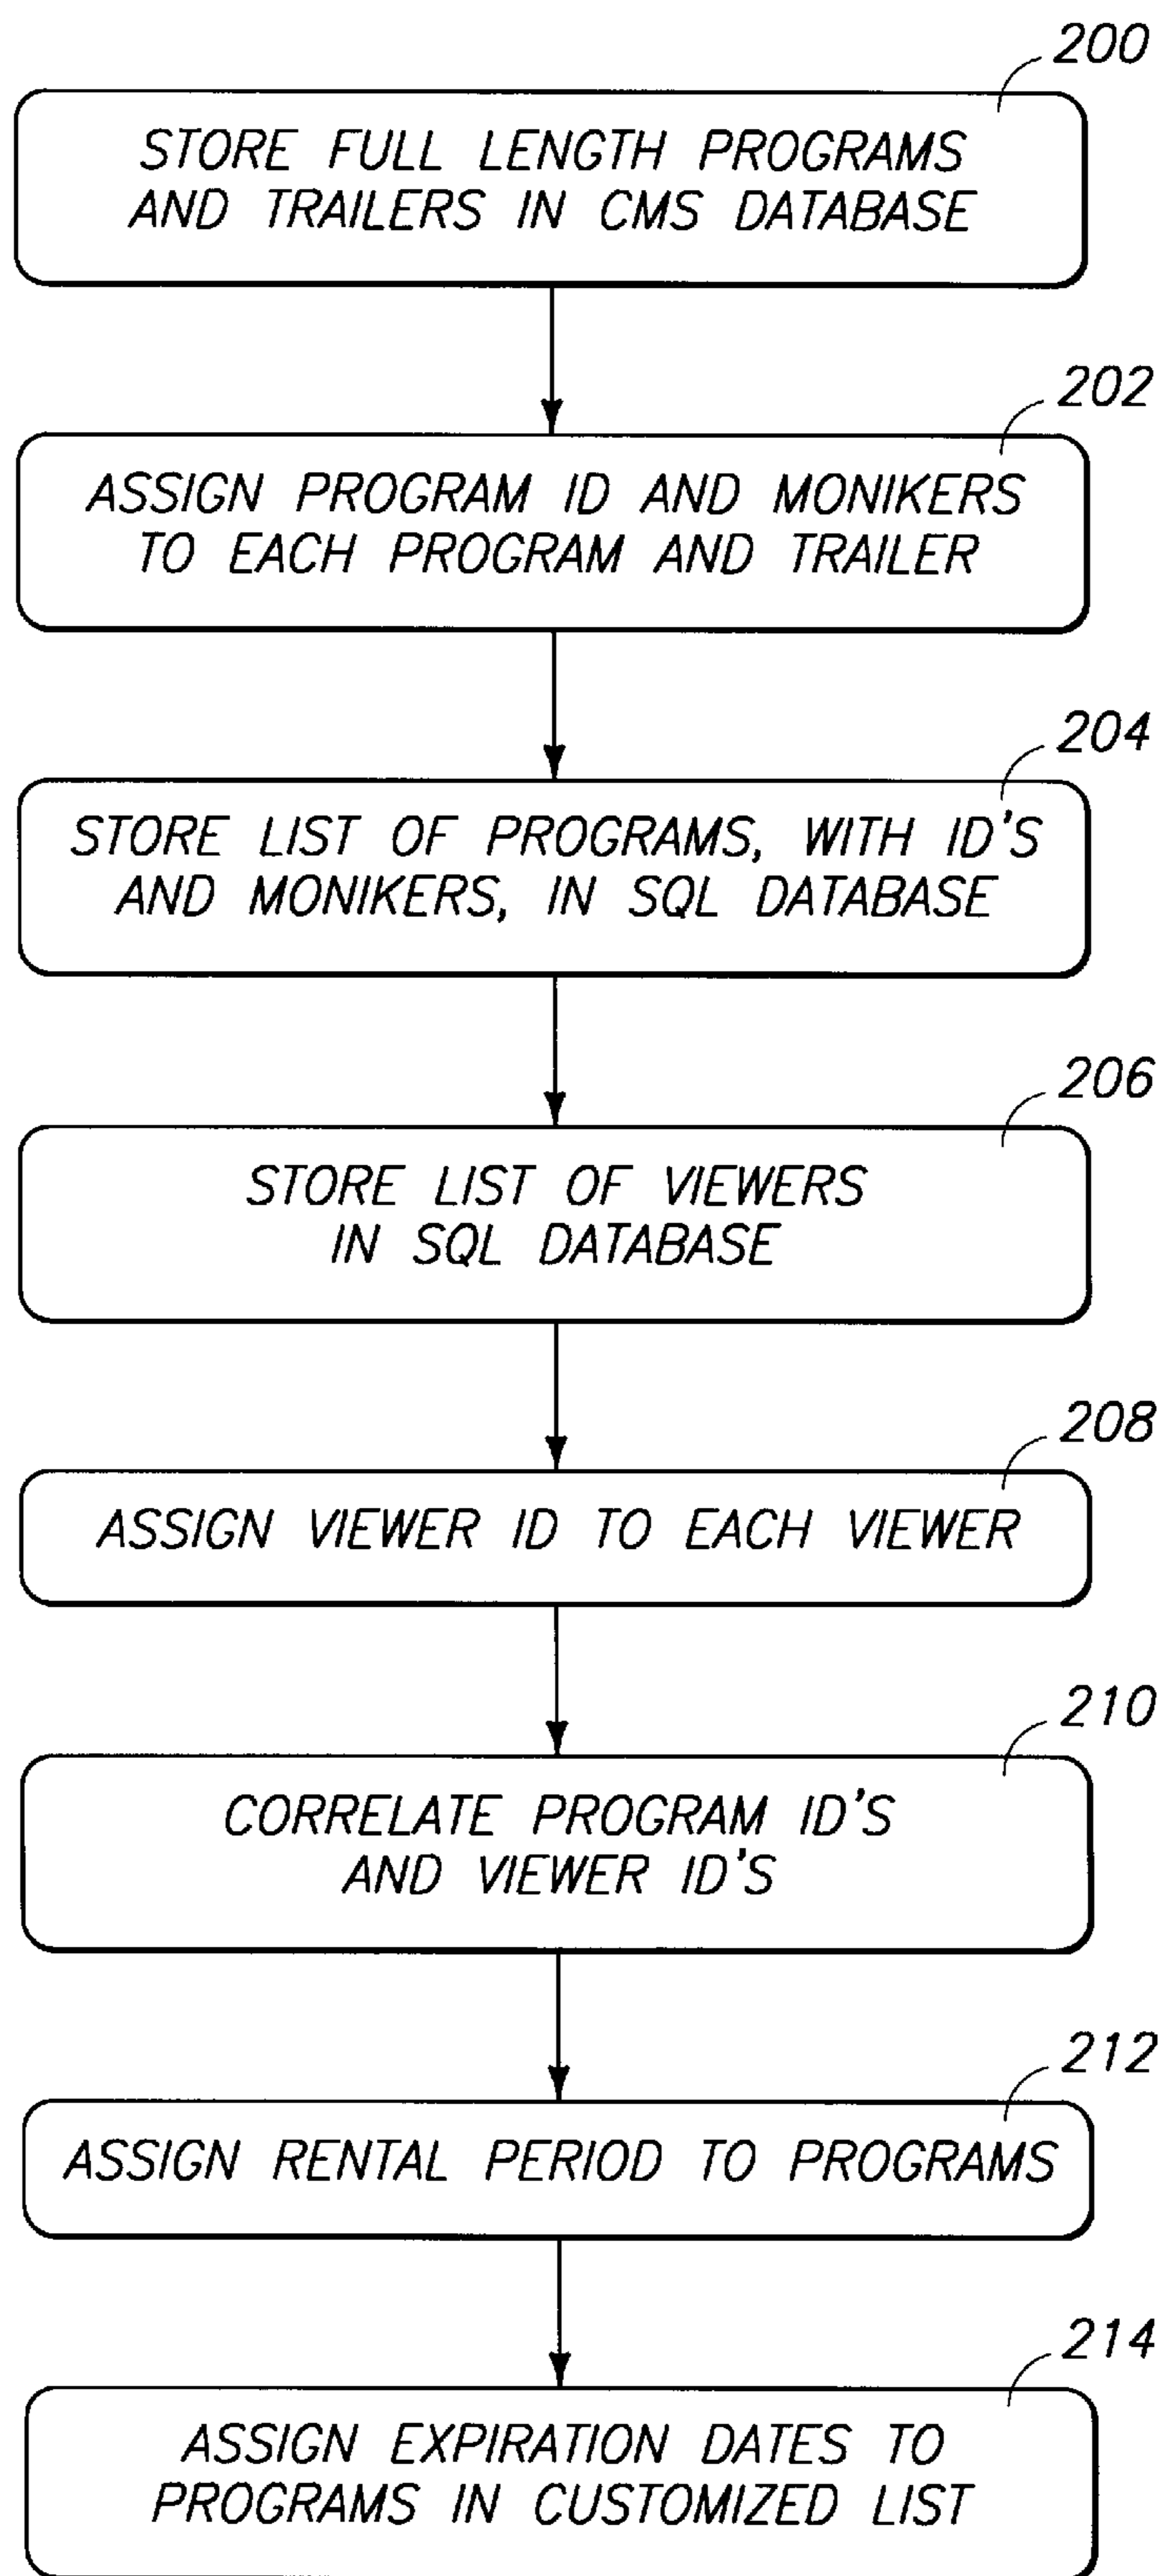 200
STORE FULL LENGTH PROGRAMS
AND TRAILERS IN CMS DATABASE
202
ASSIGN PROGRAM ID AND MONIKERS
TO EACH PROGRAM AND TRAILER
204
STORE LIST OF PROGRAMS, WITH ID'S
AND MONIKERS, IN SQL DATABASE
206
STORE LIST OF VIEWERS
IN SQL DATABASE
208
ASSIGN VIEWER ID TO EACH VIEWER
210
CORRELATE PROGRAM ID'S
AND VIEWER ID'S
212
ASSIGN RENTAL PERIOD TO PROGRAMS
214
ASSIGN EXPIRATION DATES TO
PROGRAMS IN CUSTOMIZED LIST